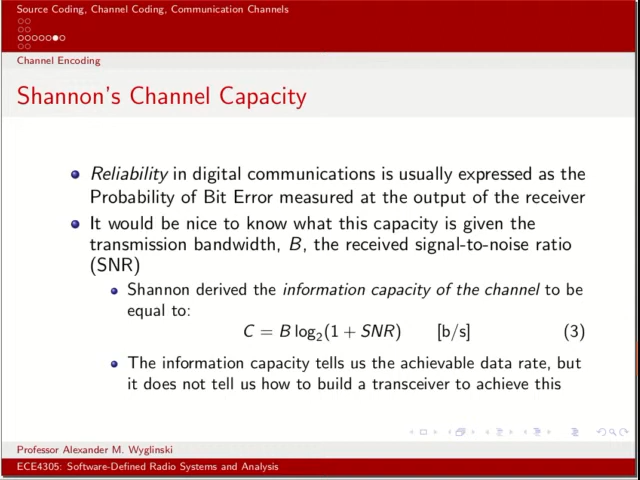 Source Coding, Channel Coding, Communication Channels
Channel Encoding
Shannon's Channel Capacity
Reliability in digital communications is usually expressed as the
Probability of Bit Error measured at the output of the receiver
It would be nice to know what this capacity is given the
transmission bandwidth, B, the received signal-to-noise ratio
(SNR)
Shannon derived the information capacity of the channel to be
equal to:
C = B log₂(1 + SNR) [b/s] (3)
The information capacity tells us the achievable data rate, but
it does not tell us how to build a transceiver to achieve this
Professor Alexander M. Wyglinski
ECE4305: Software-Defined Radio Systems and Analysis